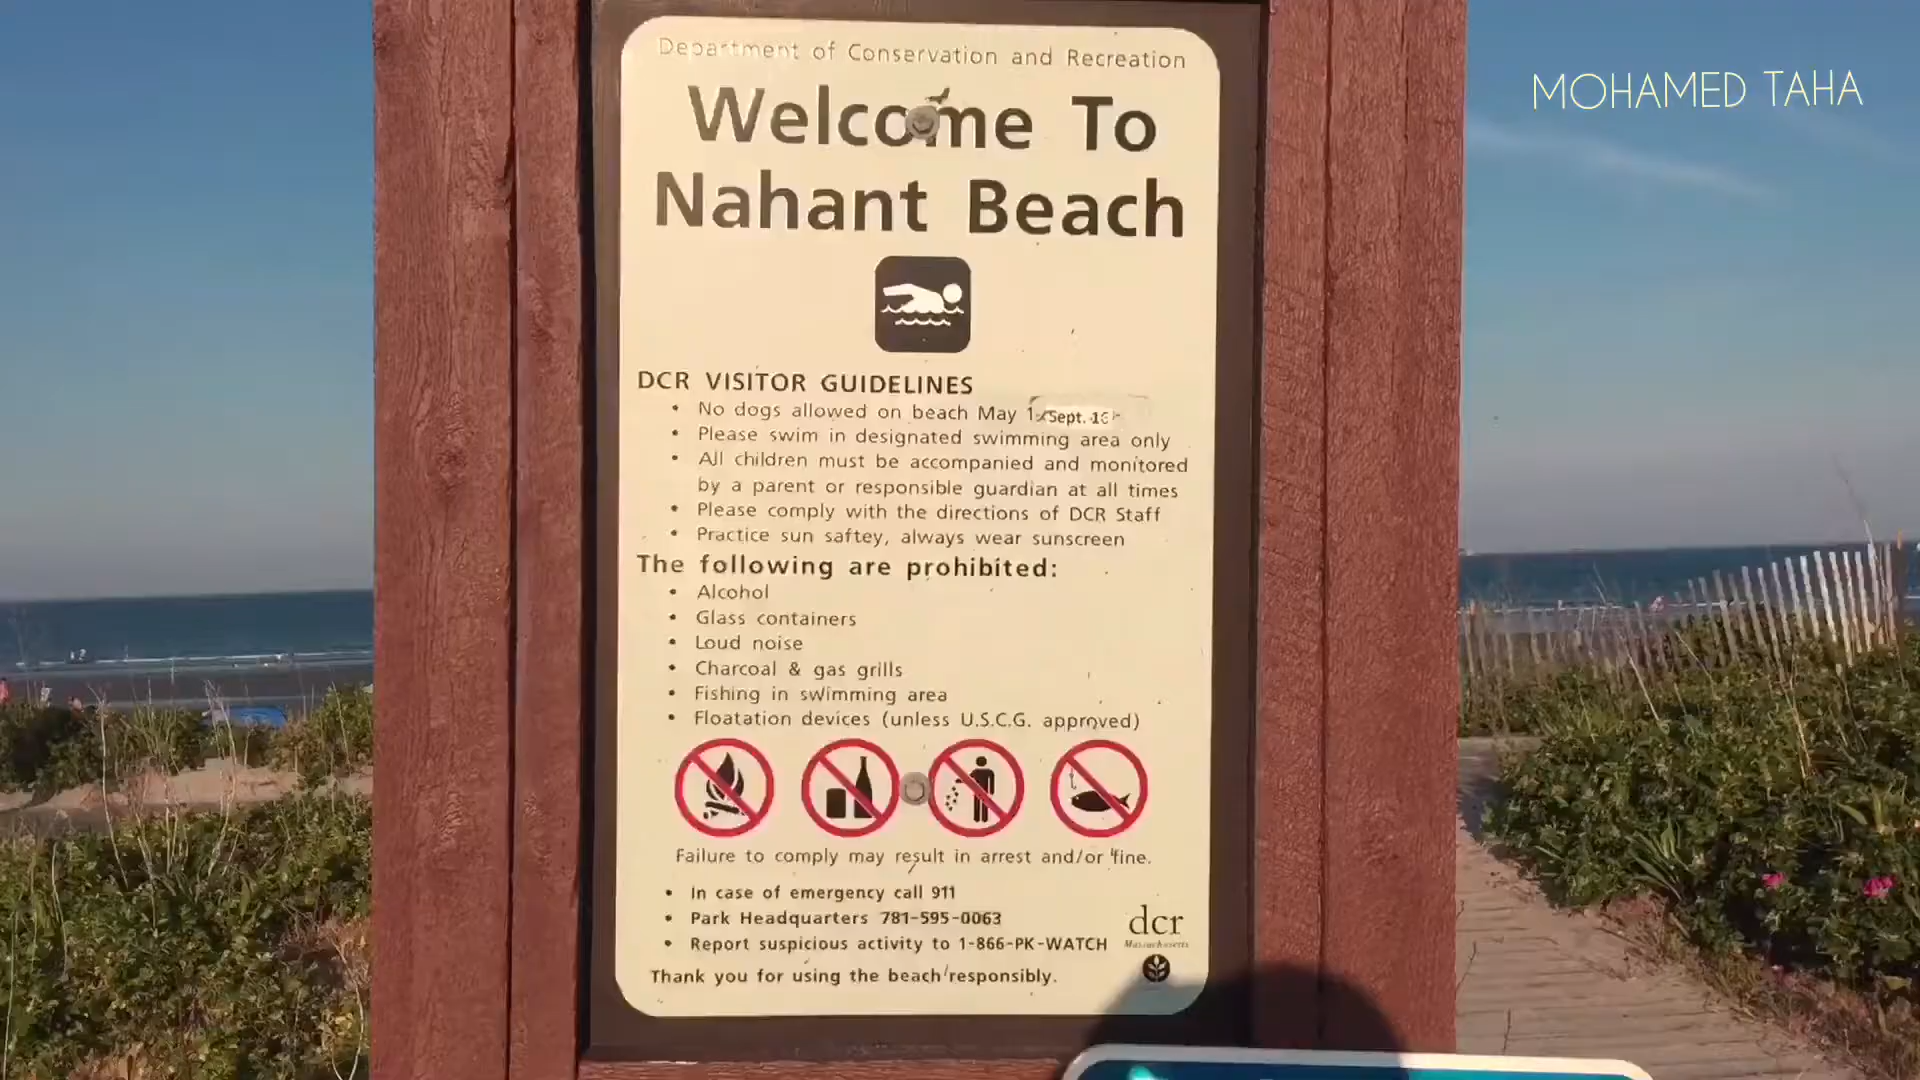 Department of Conservation and Recreation
MOHAMED TAHA
Welcome To
Nahant Beach
DCR VISITOR GUIDELINES
• No dogs allowed on beach May 1- Sept. 16
• Please swim in designated swimming area only
• All children must be accompanied and monitored
by a parent or responsible guardian at all times
• Please comply with the directions of DCR Staff
• Practice sun saftey, always wear sunscreen
The following are prohibited:
• Alcohol
• Glass containers
• Loud noise
• Charcoal & gas grills
• Fishing in swimming area
• Floatation devices (unless U.S.C.G. approved)
Failure to comply may result in arrest and/or fine.
• In case of emergency call 911
• Park Headquarters 781-595-0063
• Report suspicious activity to 1-866-PK-WATCH
dcr
Massachusetts
Thank you for using the beach responsibly.